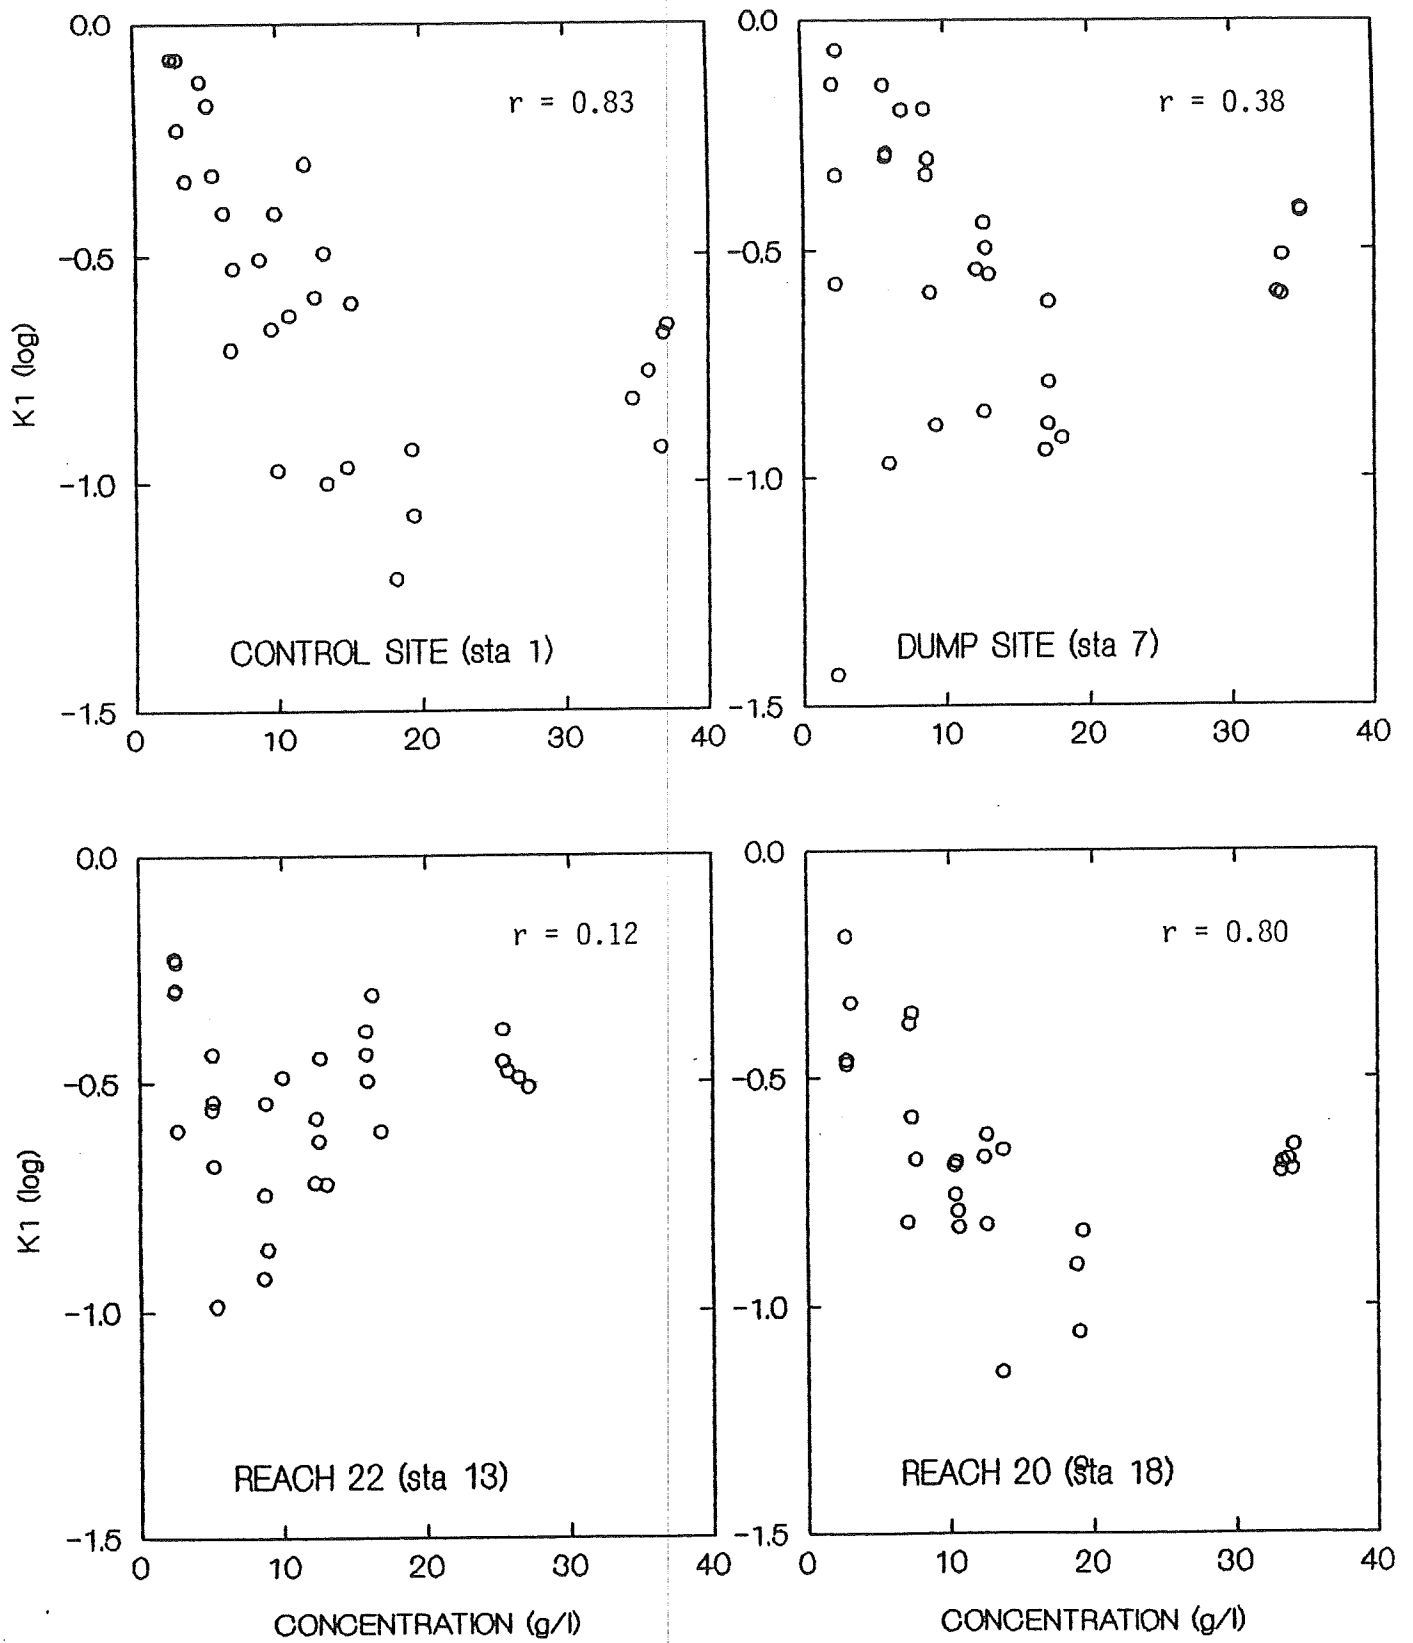 0.0
-0.5
-1.0
-1.5
K1 (log)
r = 0.83
CONTROL SITE (sta 1)
0 10 20 30 40
0.0
-0.5
-1.0
-1.5
r = 0.38
DUMP SITE (sta 7)
0 10 20 30 40
0.0
-0.5
-1.0
-1.5
K1 (log)
r = 0.12
REACH 22 (sta 13)
0 10 20 30 40
CONCENTRATION (g/l)
0.0
-0.5
-1.0
-1.5
r = 0.80
REACH 20 (sta 18)
0 10 20 30 40
CONCENTRATION (g/l)